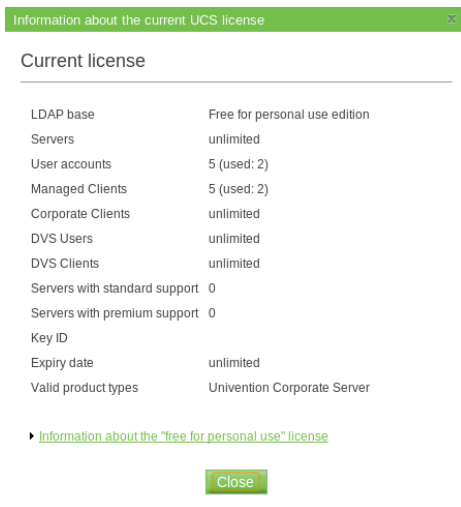 Information about the current UCS license
Current license
LDAP base Free for personal use edition
Servers unlimited
User accounts 5 (used: 2)
Managed Clients 5 (used: 2)
Corporate Clients unlimited
DVS Users unlimited
DVS Clients unlimited
Servers with standard support 0
Servers with premium support 0
Key ID
Expiry date unlimited
Valid product types Univention Corporate Server
Information about the "free for personal use" license
Close